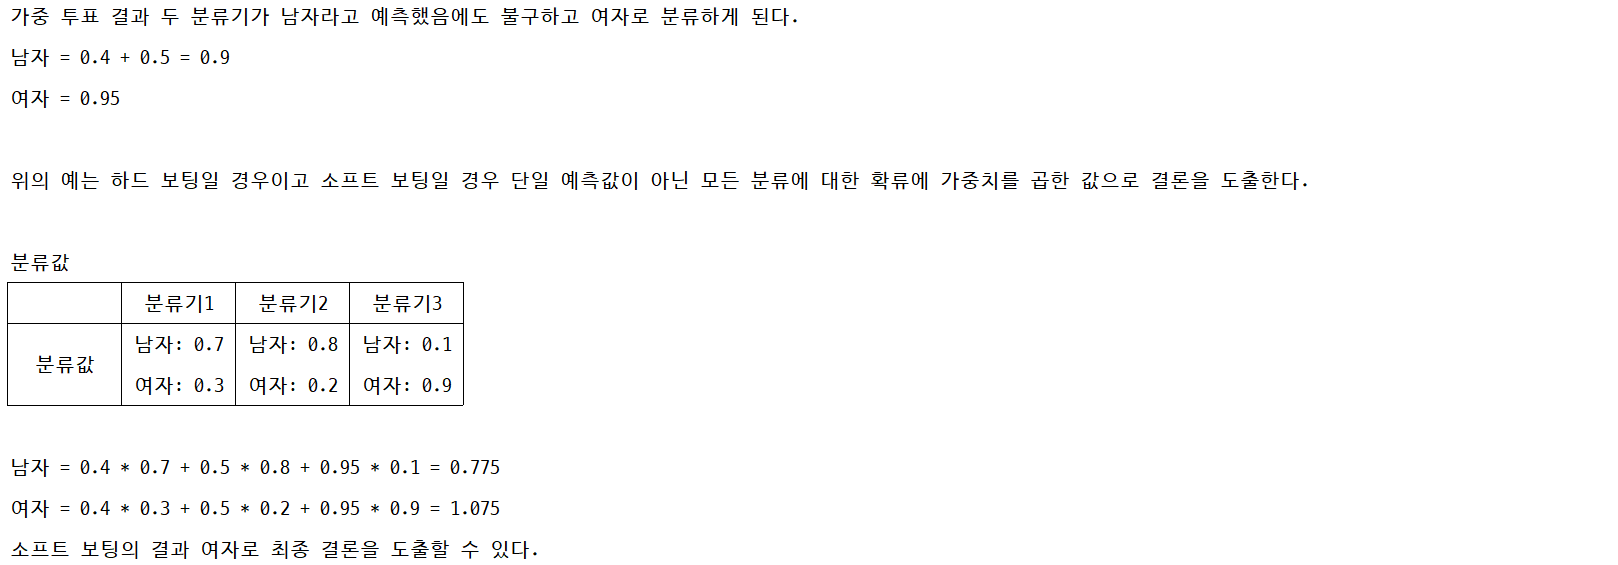 가중 투표 결과 두 분류기가 남자라고 예측했음에도 불구하고 여자로 분류하게 된다.
남자 = 0.4 + 0.5 = 0.9
여자 = 0.95
위의 예는 하드 보팅일 경우이고 소프트 보팅일 경우 단일 예측값이 아닌 모든 분류에 대한 확류에 가중치를 곱한 값으로 결론을 도출한다.
분류값
분류기1 분류기2 분류기3
남자: 0.7 남자: 0.8 남자: 0.1
분류값
여자: 0.3 여자: 0.2 여자: 0.9
남자 = 0.4 * 0.7 + 0.5 * 0.8 + 0.95 * 0.1 = 0.775
여자 = 0.4 * 0.3 + 0.5 * 0.2 + 0.95 * 0.9 = 1.075
소프트 보팅의 결과 여자로 최종 결론을 도출할 수 있다.